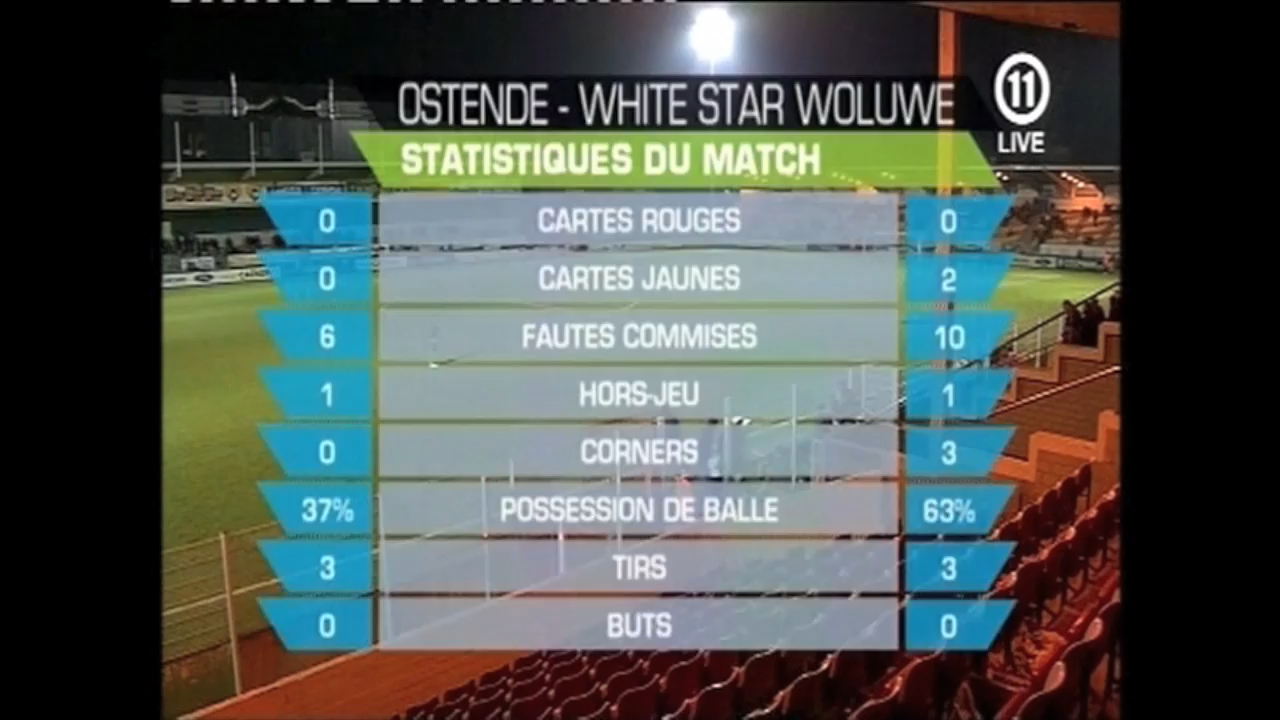 OSTENDE - WHITE STAR WOLUWE
11
LIVE
STATISTIQUES DU MATCH
0 CARTES ROUGES 0
0 CARTES JAUNES 2
6 FAUTES COMMISES 10
1 HORS-JEU 1
0 CORNERS 3
37% POSSESSION DE BALLE 63%
3 TIRS 3
0 BUTS 0